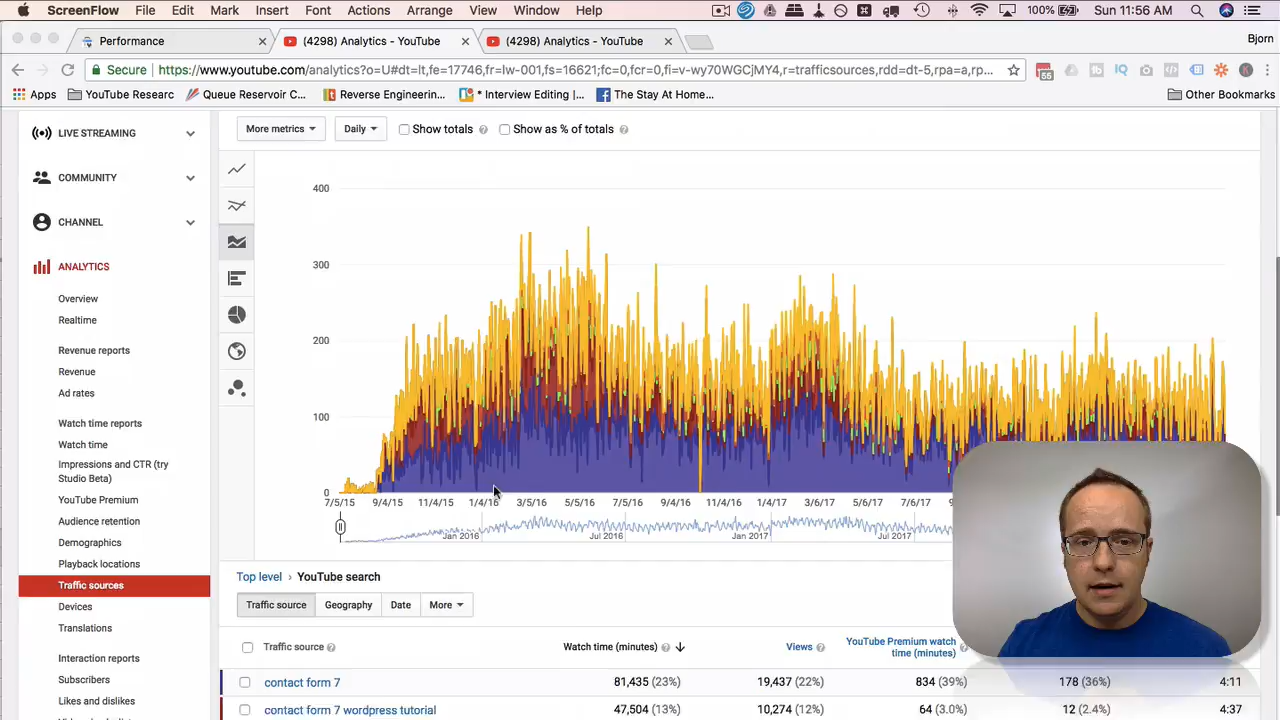 ScreenFlow File Edit Mark Insert Font Actions Arrange View Window Help 100% Sun 11:56 AM
Performance (4298) Analytics - YouTube (4298) Analytics - YouTube Bjorn
Secure https://www.youtube.com/analytics?o=U#dt=lt,fe=17746,fr=lw-001,fs=16621;fc=0,fcr=0,fi=v-wy70WGCjMY4,r=trafficsources,rdd=dt-5,rpa=a,rp... 
Apps YouTube Researc Queue Reservoir C... Reverse Engineerin... * Interview Editing |... The Stay At Home... Other Bookmarks
More metrics Daily Show totals Show as % of totals
LIVE STREAMING
COMMUNITY
CHANNEL
ANALYTICS
Overview
Realtime
Revenue reports
Revenue
Ad rates
Watch time reports
Watch time
Impressions and CTR (try
Studio Beta)
YouTube Premium
Audience retention
Demographics
Playback locations
Traffic sources
Devices
Translations
Interaction reports
Subscribers
Likes and dislikes
400
300
200
100
0
7/5/15 9/4/15 11/4/15 1/4/16 3/5/16 5/5/16 7/5/16 9/4/16 11/4/16 1/4/17 3/6/17 5/6/17 7/6/17
Jan 2016 Jul 2016 Jan 2017 Jul 2017
Top level › YouTube search
Traffic source Geography Date More
Traffic source Watch time (minutes) Views YouTube Premium watch
time (minutes)
contact form 7 81,435 (23%) 19,437 (22%) 834 (39%) 178 (36%) 4:11
contact form 7 wordpress tutorial 47,504 (13%) 10,274 (12%) 64 (3.0%) 12 (2.4%) 4:37